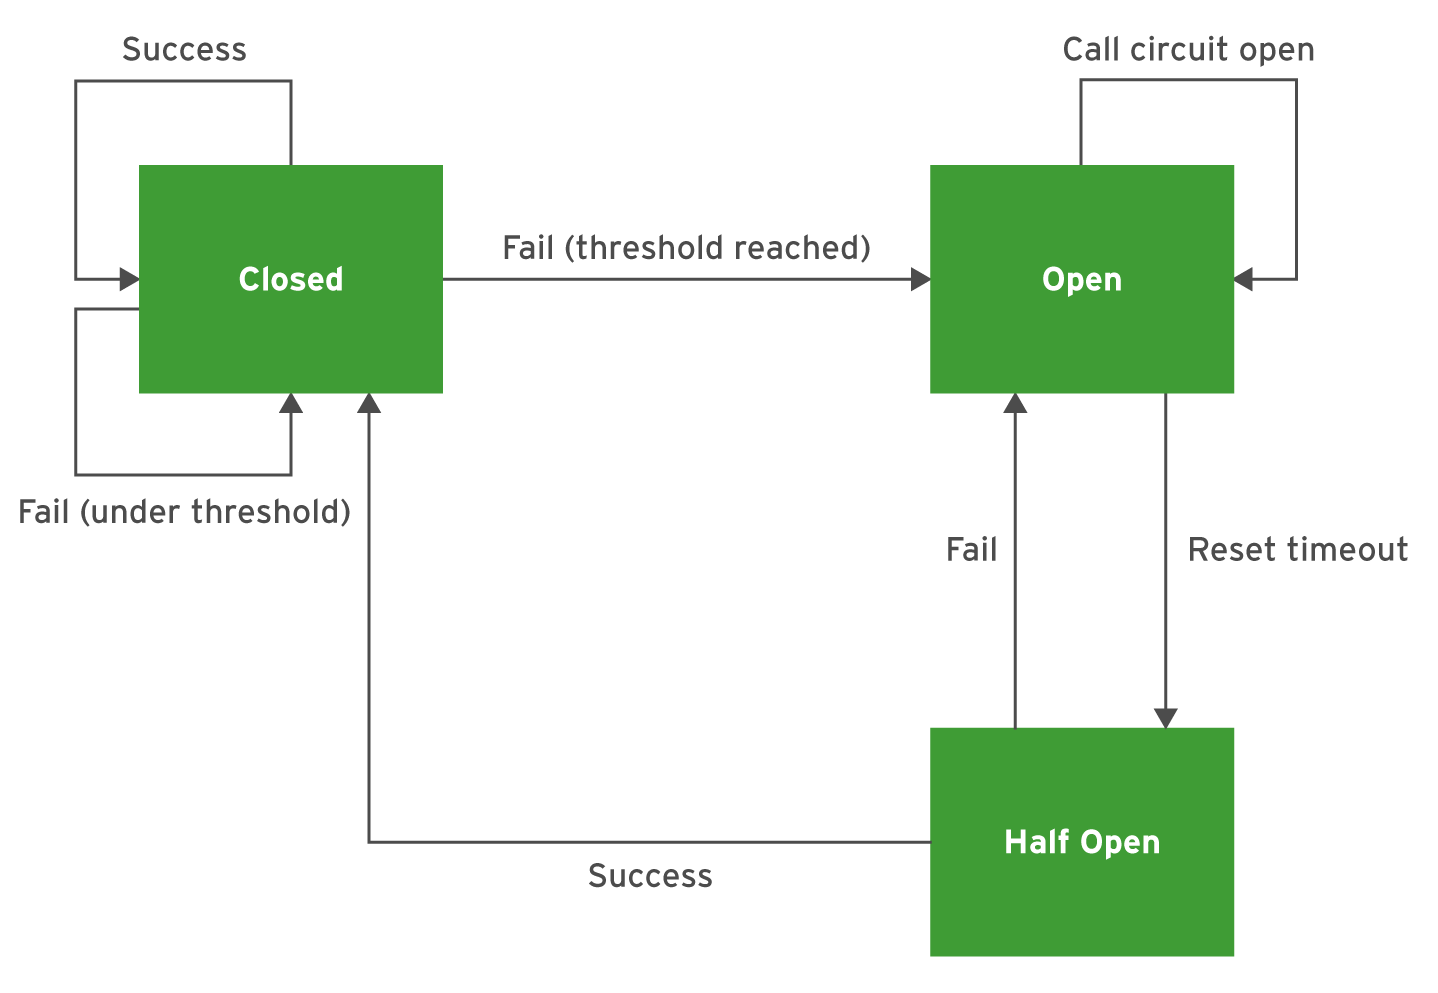 Success
Call circuit open
Fail (threshold reached)
Closed
Open
Fail (under threshold)
Fail
Reset timeout
Half Open
Success